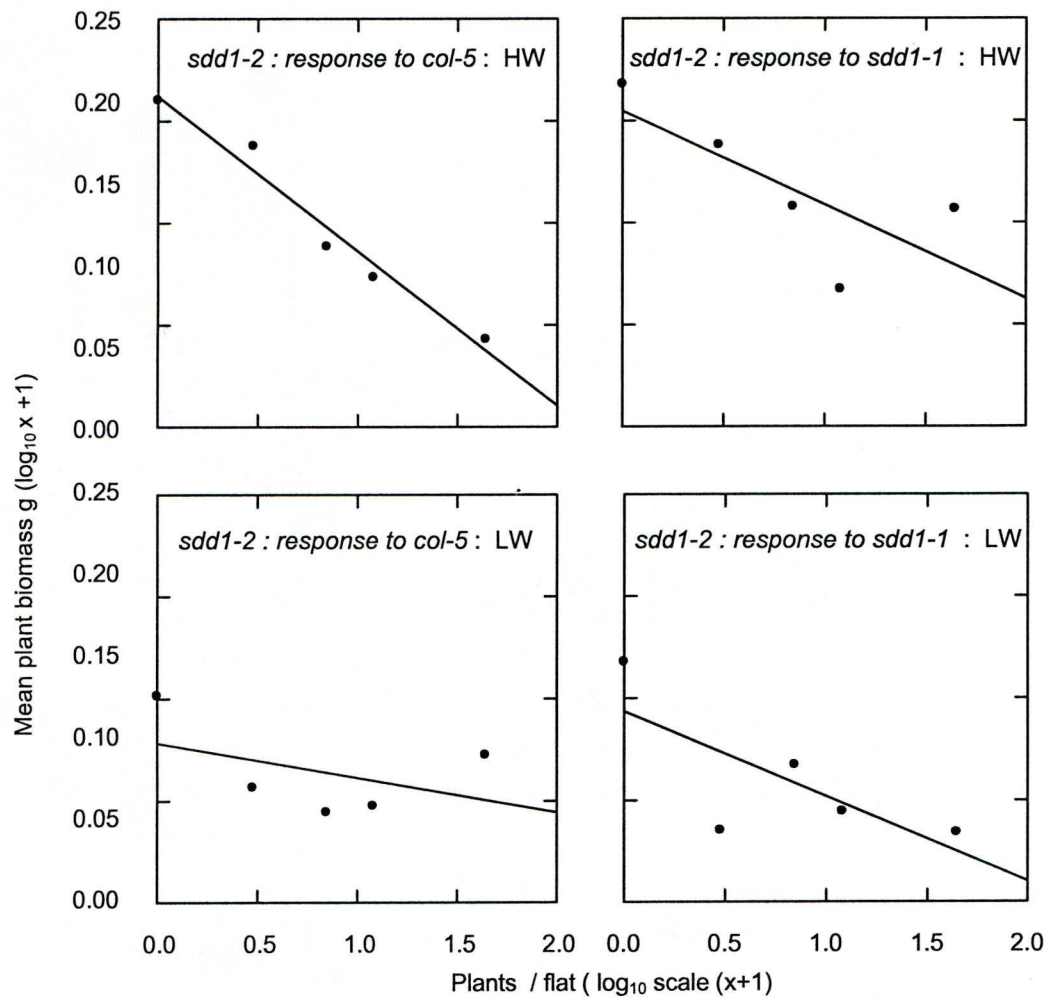 sdd1-2 : response to col-5 : HW
sdd1-2 : response to sdd1-1 : HW
0.25
0.20
0.15
0.10
0.05
0.00
sdd1-2 : response to col-5 : LW
sdd1-2 : response to sdd1-1 : LW
0.25
0.20
0.15
0.10
0.05
0.00
Mean plant biomass g (log10 x +1)
0.0 0.5 1.0 1.5 2.0
0.0 0.5 1.0 1.5 2.0
Plants / flat ( log10 scale (x+1)